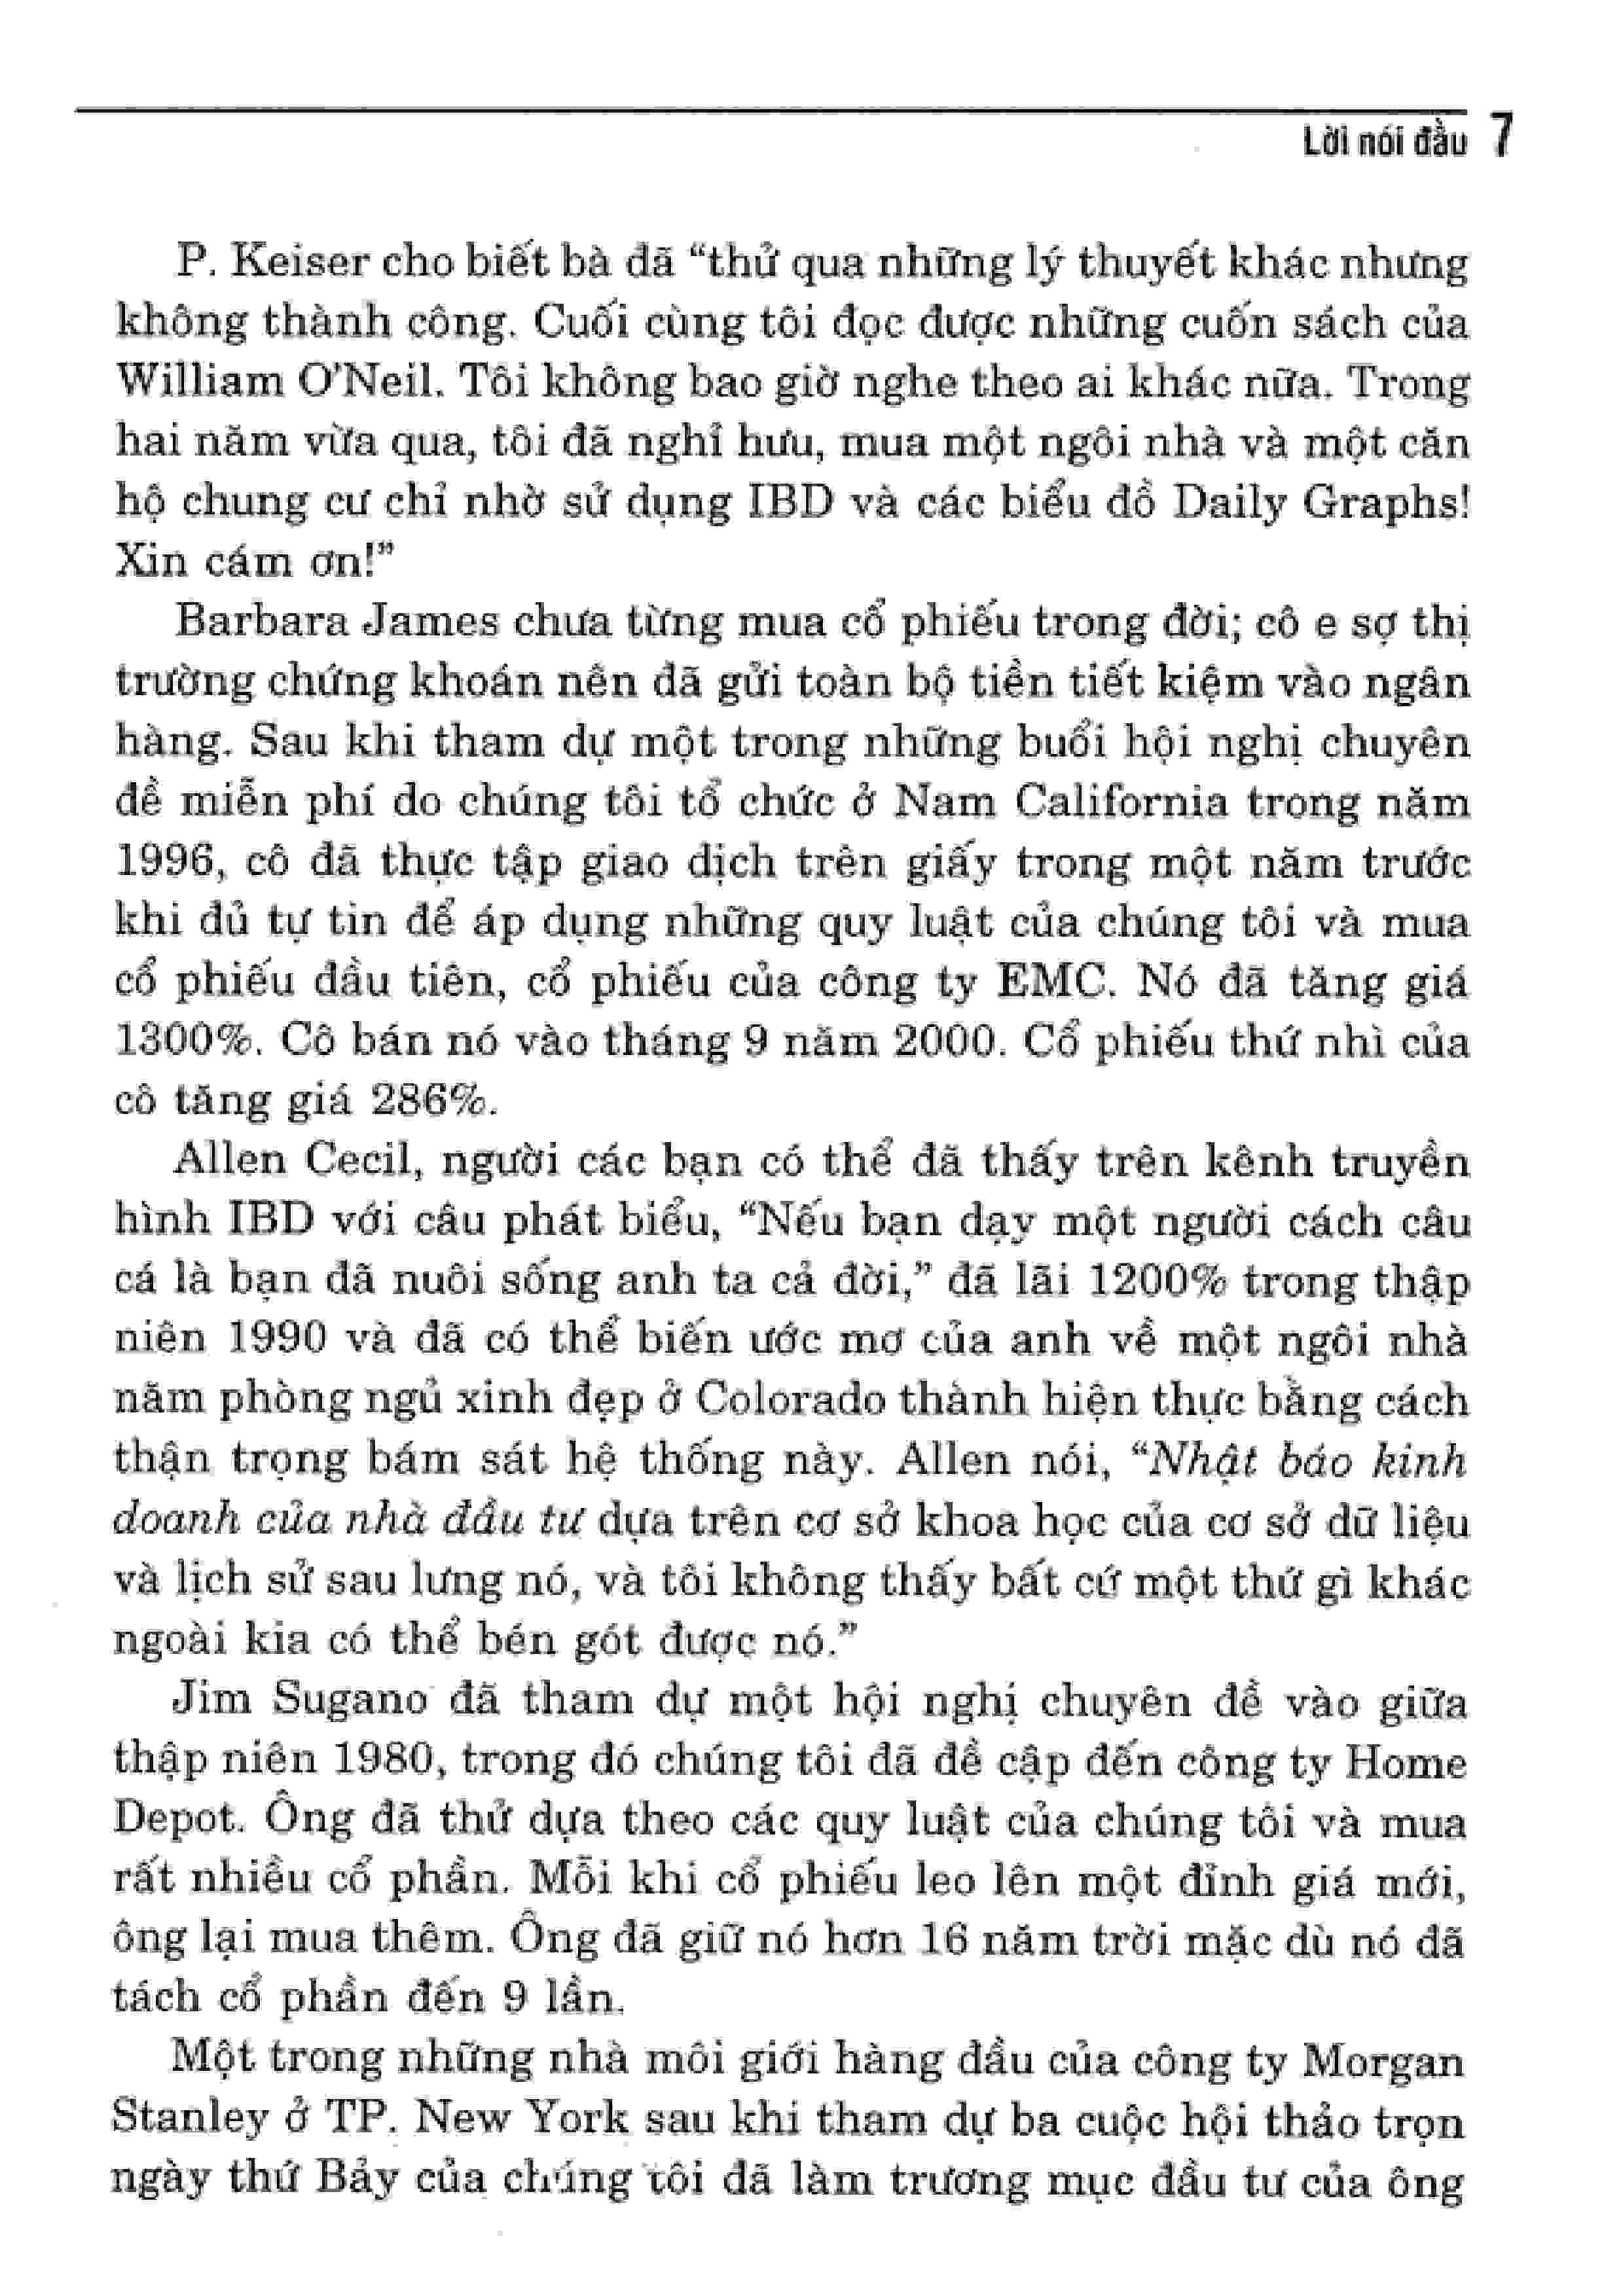 Lời nói đầu 7
P. Keiser cho biết bà đã “thử qua những lý thuyết khác nhưng
không thành công. Cuối cùng tôi đọc được những cuốn sách của
William O’Neil. Tôi không bao giờ nghe theo ai khác nữa. Trong
hai năm vừa qua, tôi đã nghỉ hưu, mua một ngôi nhà và một căn
hộ chung cư chỉ nhờ sử dụng IBD và các biểu đồ Daily Graphs!
Xin cám ơn!”
Barbara James chưa từng mua cổ phiếu trong đời; cô e sợ thị
trường chứng khoán nên đã gửi toàn bộ tiền tiết kiệm vào ngân
hàng. Sau khi tham dự một trong những buổi hội nghị chuyên
đề miễn phí do chúng tôi tổ chức ở Nam California trong năm
1996, cô đã thực tập giao dịch trên giấy trong một năm trước
khi đủ tự tin để áp dụng những quy luật của chúng tôi và mua
cổ phiếu đầu tiên, cổ phiếu của công ty EMC. Nó đã tăng giá
1300%. Cô bán nó vào tháng 9 năm 2000. Cổ phiếu thứ nhì của
cô tăng giá 286%.
Allen Cecil, người các bạn có thể đã thấy trên kênh truyền
hình IBD với câu phát biểu, “Nếu bạn dạy một người cách câu
cá là bạn đã nuôi sống anh ta cả đời,” đã lãi 1200% trong thập
niên 1990 và đã có thể biến ước mơ của anh về một ngôi nhà
năm phòng ngủ xinh đẹp ở Colorado thành hiện thực bằng cách
thận trọng bám sát hệ thống này. Allen nói, “Nhật báo kinh
doanh của nhà đầu tư dựa trên cơ sở khoa học của cơ sở dữ liệu
và lịch sử sau lưng nó, và tôi không thấy bất cứ một thứ gì khác
ngoài kia có thể bén gót được nó.”
Jim Sugano đã tham dự một hội nghị chuyên đề vào giữa
thập niên 1980, trong đó chúng tôi đã đề cập đến công ty Home
Depot. Ông đã thử dựa theo các quy luật của chúng tôi và mua
rất nhiều cổ phần. Mỗi khi cổ phiếu leo lên một đỉnh giá mới,
ông lại mua thêm. Ông đã giữ nó hơn 16 năm trời mặc dù nó đã
tách cổ phần đến 9 lần.
Một trong những nhà môi giới hàng đầu của công ty Morgan
Stanley ở TP. New York sau khi tham dự ba cuộc hội thảo trọn
ngày thứ Bảy của chúng tôi đã làm trương mục đầu tư của ông